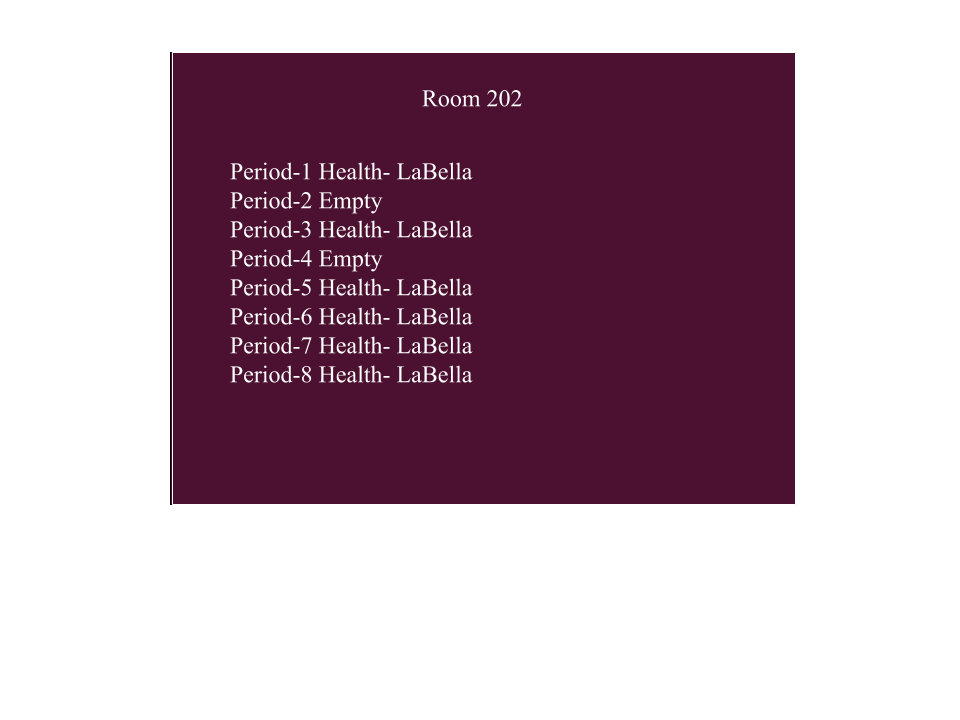 Room 202
Period-1 Health- LaBella
Period-2 Empty
Period-3 Health- LaBella
Period-4 Empty
Period-5 Health- LaBella
Period-6 Health- LaBella
Period-7 Health- LaBella
Period-8 Health- LaBella